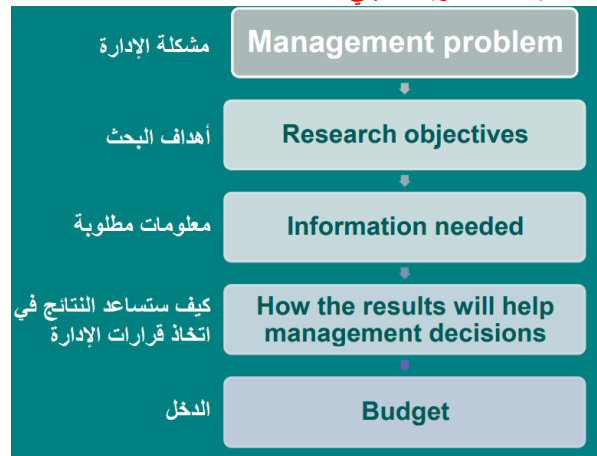 مشكلة الإدارة
Management problem
أهداف البحث
Research objectives
معلومات مطلوبة
Information needed
كيف ستساعد النتائج في
اتخاذ قرارات الإدارة
How the results will help
management decisions
الدخل
Budget